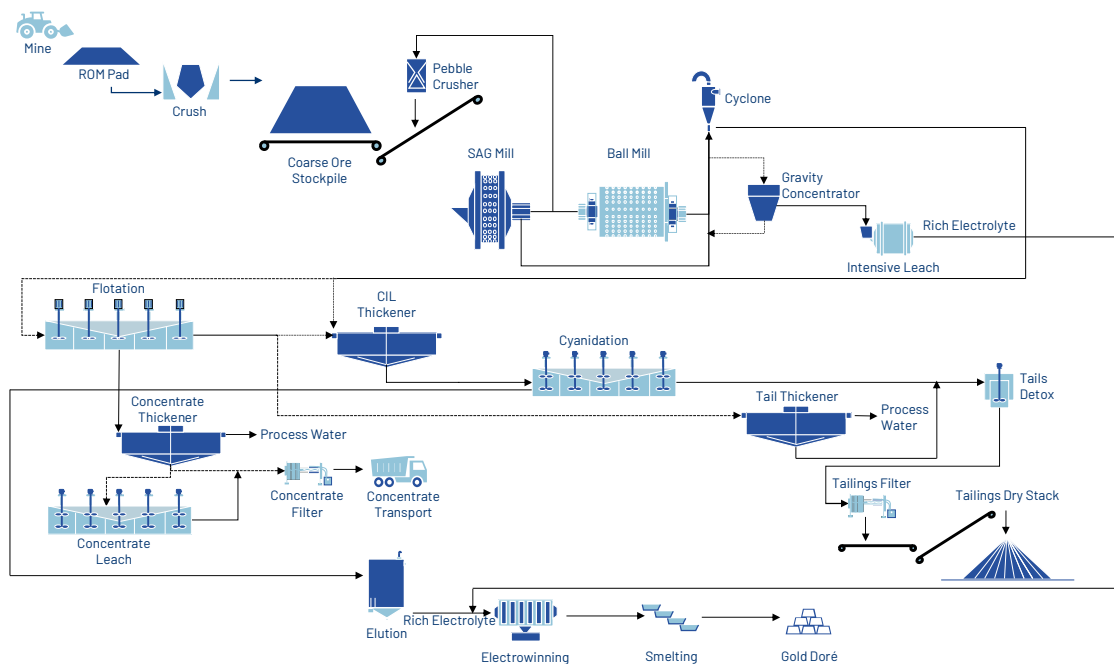 Mine
ROM Pad
Crush
Coarse Ore
Stockpile
Pebble
Crusher
SAG Mill
Ball Mill
Cyclone
Gravity
Concentrator
Rich Electrolyte
Intensive Leach
Flotation
CIL
Thickener
Cyanidation
Tails
Detox
Concentrate
Thickener
Process Water
Tail Thickener
Process
Water
Concentrate
Filter
Concentrate
Transport
Concentrate
Leach
Tailings Filter
Tailings Dry Stack
Elution
Rich Electrolyte
Electrowinning
Smelting
Gold Doré